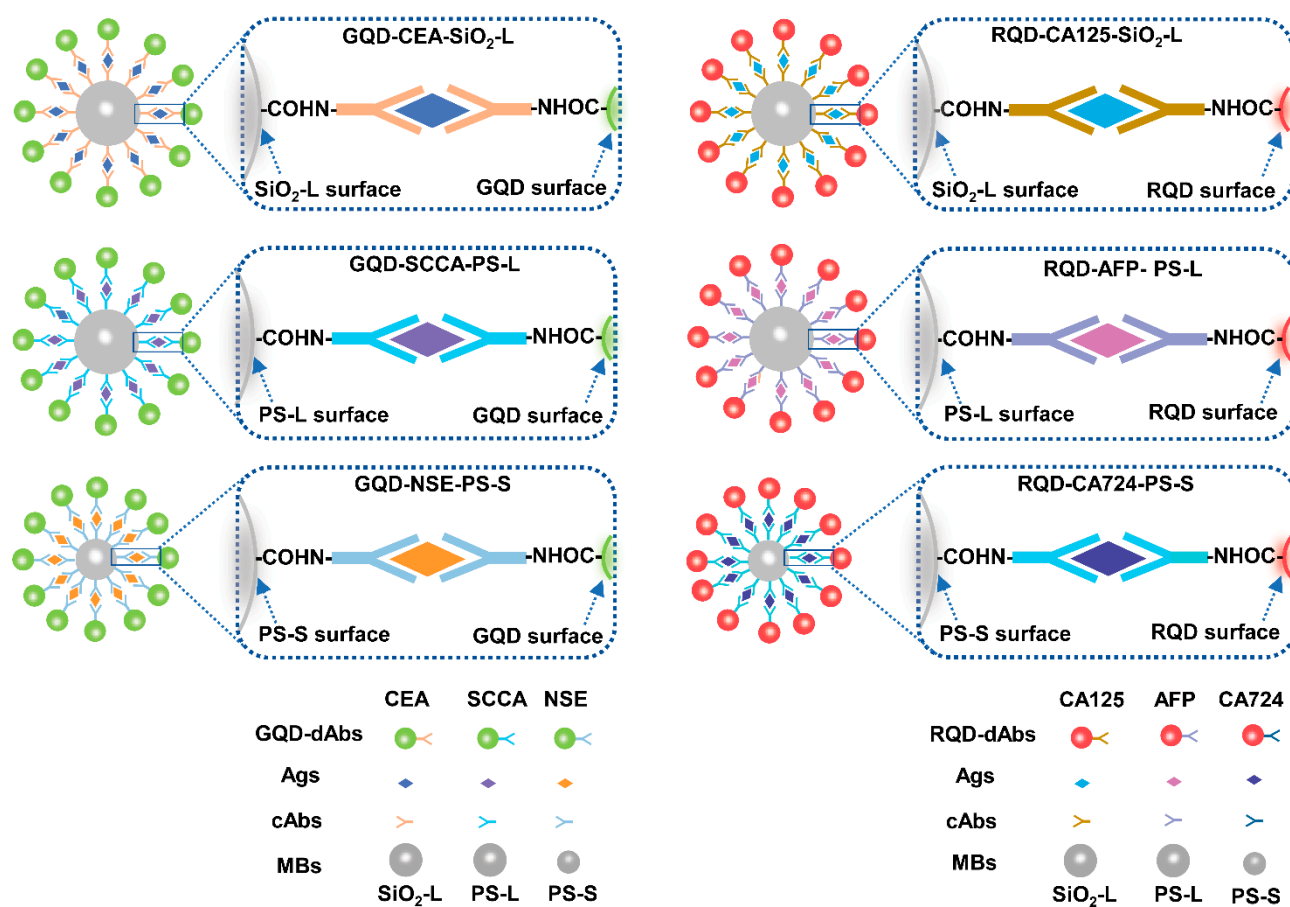 GQD-CEA-SiO₂-L
-COHN-
-NHOC-
SiO₂-L surface
GQD surface
RQD-CA125-SiO₂-L
-COHN-
-NHOC-
SiO₂-L surface
RQD surface
GQD-SCCA-PS-L
-COHN-
-NHOC-
PS-L surface
GQD surface
RQD-AFP- PS-L
-COHN-
-NHOC-
PS-L surface
RQD surface
GQD-NSE-PS-S
-COHN-
-NHOC-
PS-S surface
GQD surface
RQD-CA724-PS-S
-COHN-
-NHOC-
PS-S surface
RQD surface
CEA SCCA NSE
GQD-dAbs
Ags
cAbs
MBs
SiO₂-L PS-L PS-S
CA125 AFP CA724
RQD-dAbs
Ags
cAbs
MBs
SiO₂-L PS-L PS-S